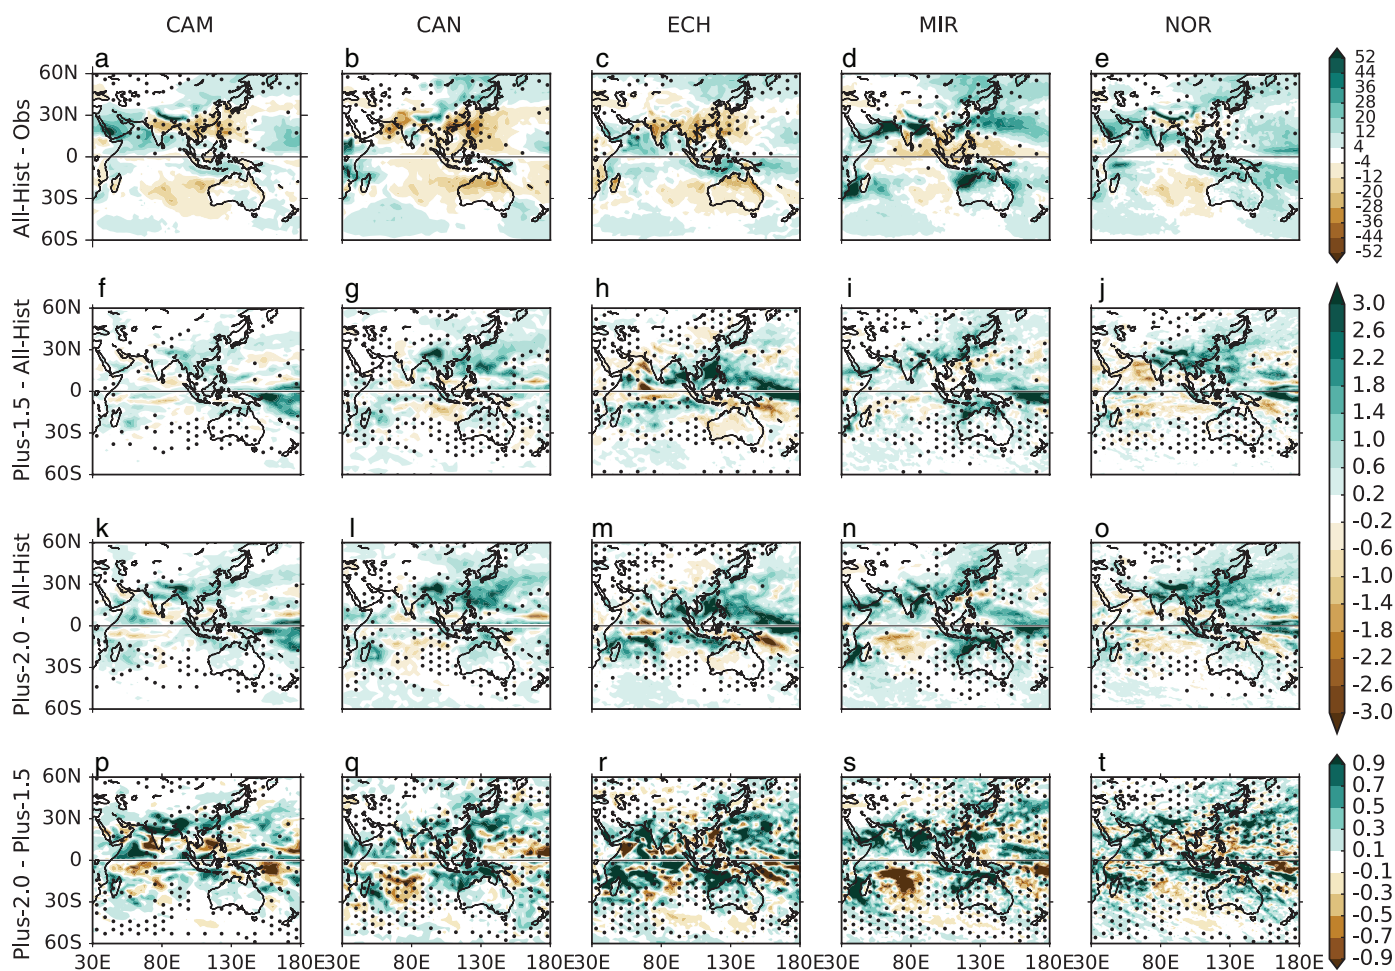 CAM CAN ECH MIR NOR
a b c d e
All-Hist - Obs
60N
30N
0
30S
60S
52
44
36
28
20
12
4
-4
-12
-20
-28
-36
-44
-52
f g h i j
Plus-1.5 - All-Hist
60N
30N
0
30S
60S
3.0
2.6
2.2
1.8
1.4
1.0
0.6
0.2
-0.2
-0.6
-1.0
-1.4
-1.8
-2.2
-2.6
-3.0
k l m n o
Plus-2.0 - All-Hist
60N
30N
0
30S
60S
p q r s t
Plus-2.0 - Plus-1.5
60N
30N
0
30S
60S
0.9
0.7
0.5
0.3
0.1
-0.1
-0.3
-0.5
-0.7
-0.9
30E 80E 130E 180E30E 80E 130E 180E30E 80E 130E 180E30E 80E 130E 180E30E 80E 130E 180E